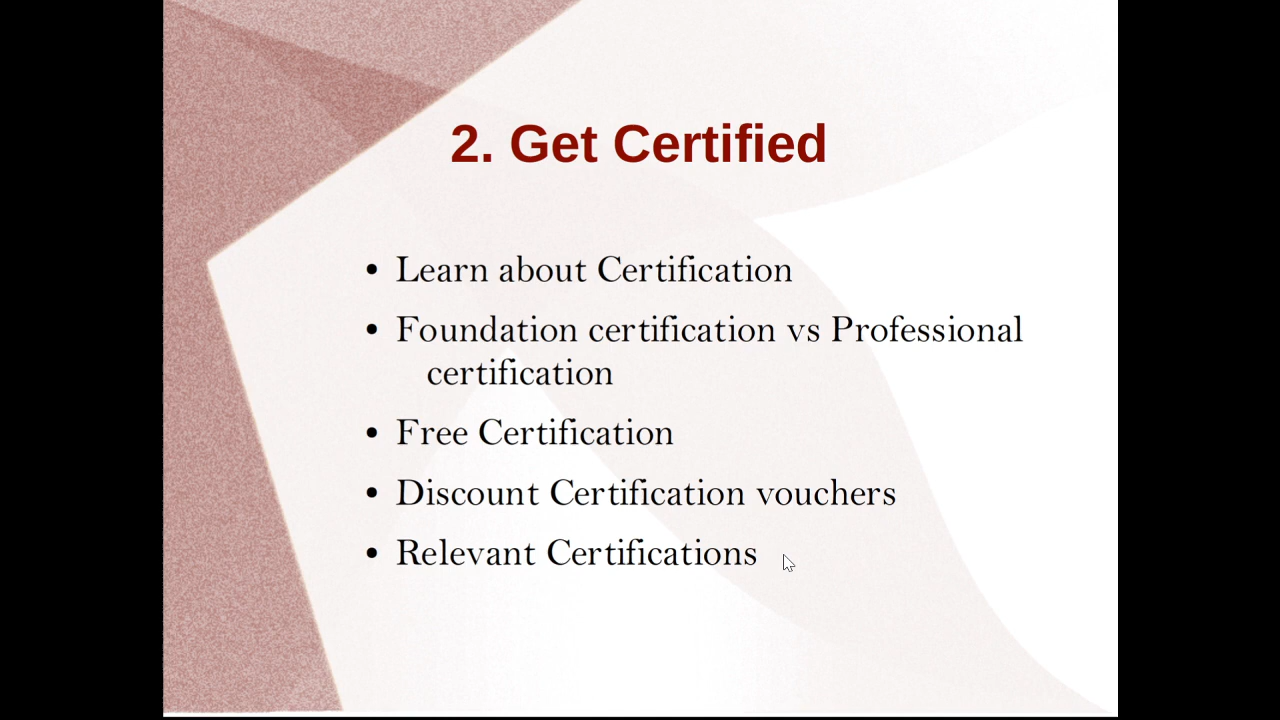 2. Get Certified
• Learn about Certification
• Foundation certification vs Professional
certification
• Free Certification
• Discount Certification vouchers
• Relevant Certifications